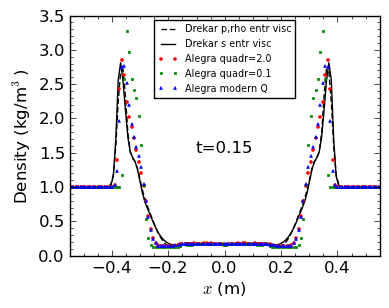 3.5
3.0
2.5
2.0
1.5
1.0
0.5
0.0
Density (kg/m³)
Drekar p,rho entr visc
Drekar s entr visc
Alegra quadr=2.0
Alegra quadr=0.1
Alegra modern Q
t=0.15
−0.4 −0.2 0.0 0.2 0.4
x (m)